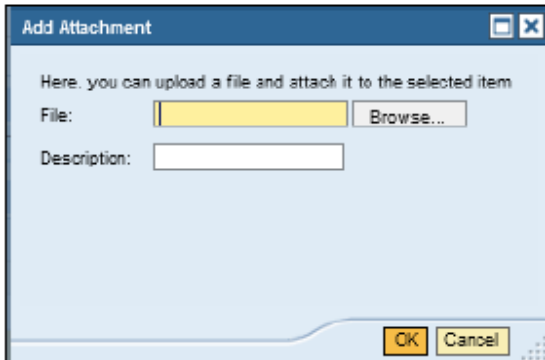 Add Attachment
Here. you can upload a file and attach it to the selected item
File: Browse...
Description:
OK Cancel